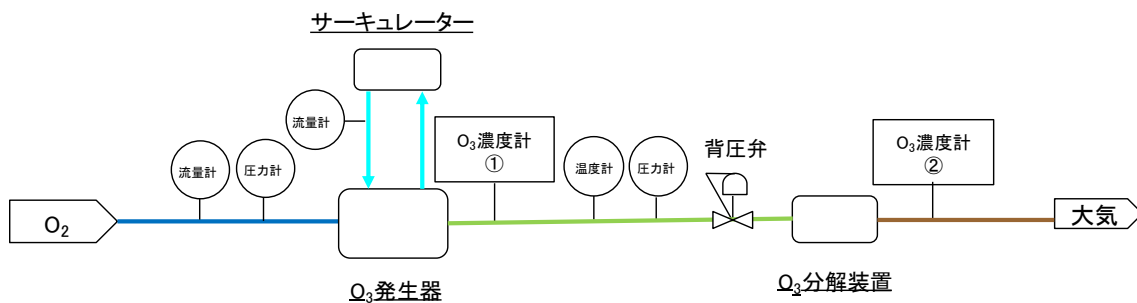 サーキュレーター
流量計
O₃濃度計
①
背圧弁
O₃濃度計
②
流量計
圧力計
温度計
圧力計
O₂
大気
O₃発生器
O₃分解装置